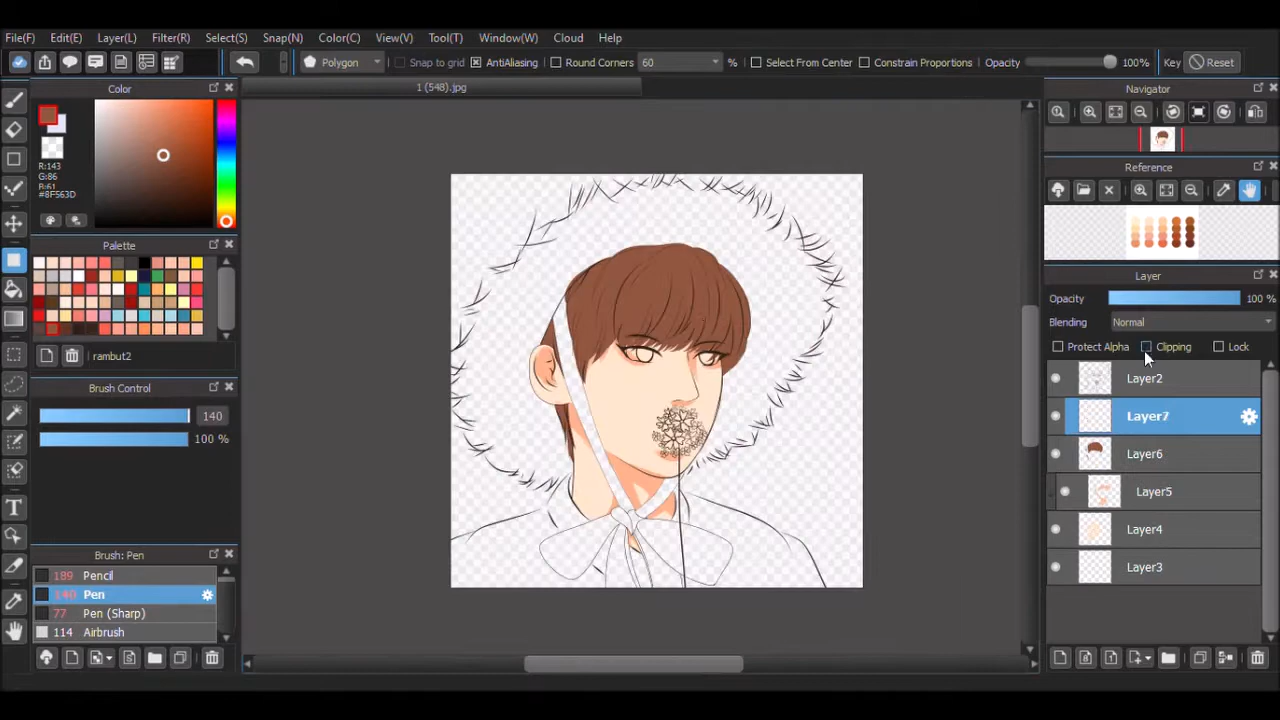 File(F) Edit(E) Layer(L) Filter(R) Select(S) Snap(N) Color(C) View(V) Tool(T) Window(W) Cloud Help
Polygon Snap to grid AntiAliasing Round Corners 60 % Select From Center Constrain Proportions Opacity 100% Key Reset
Color
1 (548).jpg
Navigator
R:143
G:86
B:61
#8F563D
Reference
Palette
Layer
Opacity 100 %
Blending Normal
Protect Alpha Clipping Lock
rambut2
Layer2
Brush Control
140
Layer7
100 %
Layer6
Layer5
Layer4
Brush: Pen
Layer3
189 Pencil
140 Pen
77 Pen (Sharp)
114 Airbrush